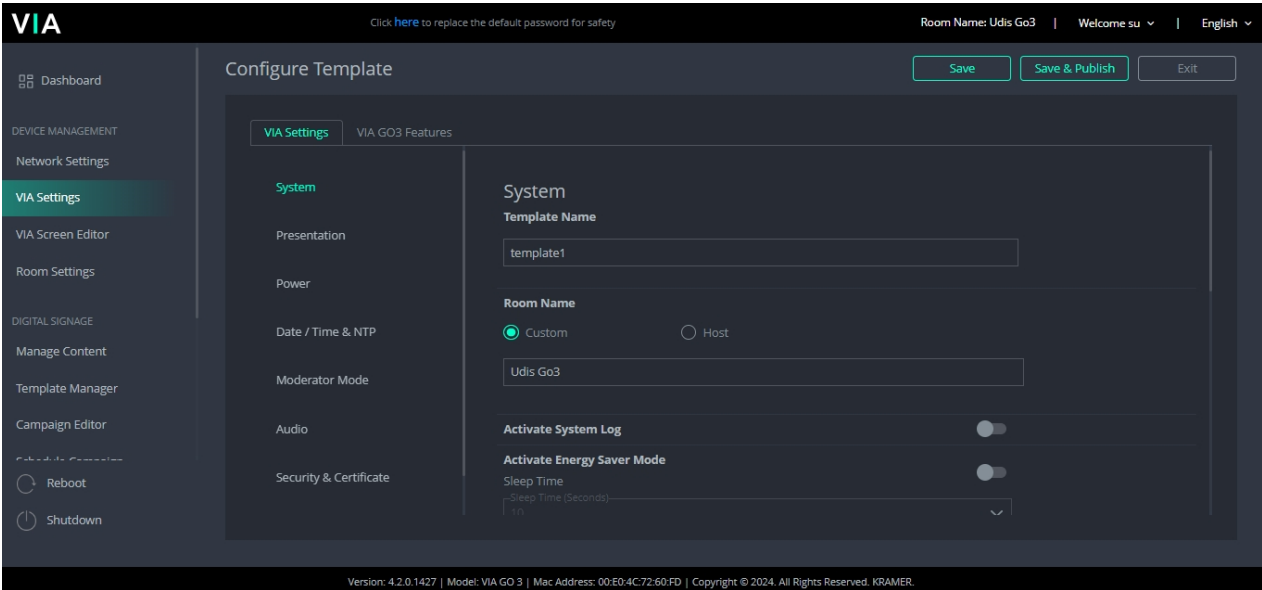 VIA
Click here to replace the default password for safety
Room Name: Udis Go3 | Welcome su | English
Dashboard
DEVICE MANAGEMENT
Network Settings
VIA Settings
VIA Screen Editor
Room Settings
DIGITAL SIGNAGE
Manage Content
Template Manager
Campaign Editor
Schedule Campaign
Reboot
Shutdown
Configure Template
Save
Save & Publish
Exit
VIA Settings
VIA GO3 Features
System
Presentation
Power
Date / Time & NTP
Moderator Mode
Audio
Security & Certificate
System
Template Name
template1
Room Name
Custom
Host
Udis Go3
Activate System Log
Activate Energy Saver Mode
Sleep Time
Sleep Time (Seconds)
10
Version: 4.2.0.1427 | Model: VIA GO 3 | Mac Address: 00:E0:4C:72:60:FD | Copyright © 2024. All Rights Reserved. KRAMER.